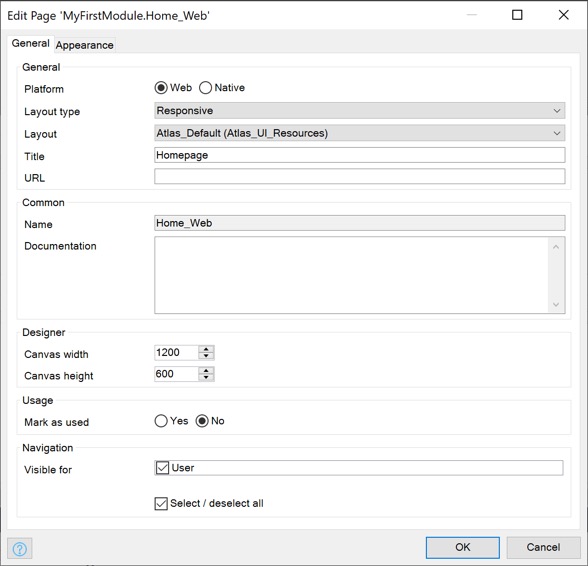 Edit Page 'MyFirstModule.Home_Web'
General Appearance
General
Platform Web Native
Layout type Responsive
Layout Atlas_Default (Atlas_UI_Resources)
Title Homepage
URL
Common
Name Home_Web
Documentation
Designer
Canvas width 1200
Canvas height 600
Usage
Mark as used Yes No
Navigation
Visible for User
Select / deselect all
? OK Cancel